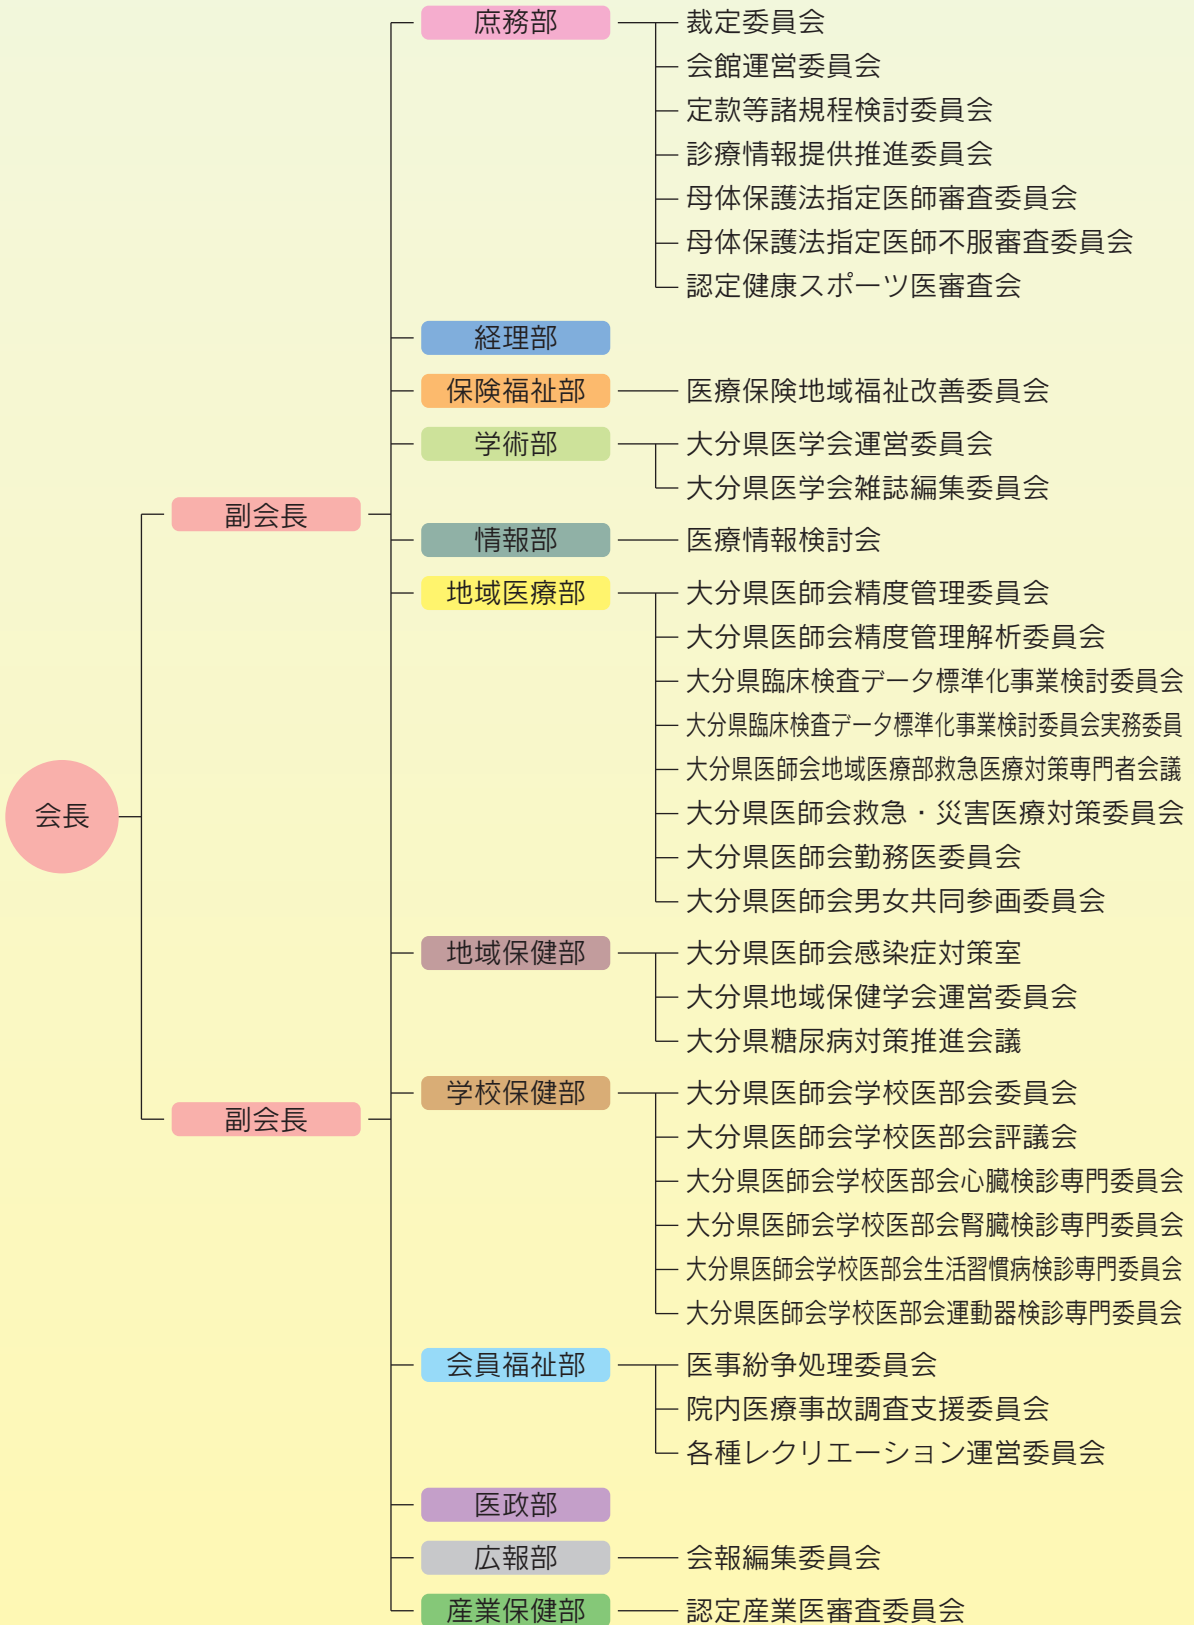 会長
副会長
副会長
庶務部
裁定委員会
会館運営委員会
定款等諸規程検討委員会
診療情報提供推進委員会
母体保護法指定医師審査委員会
母体保護法指定医師不服審査委員会
認定健康スポーツ医審査会
経理部
保険福祉部
医療保険地域福祉改善委員会
学術部
大分県医学会運営委員会
大分県医学会雑誌編集委員会
情報部
医療情報検討会
地域医療部
大分県医師会精度管理委員会
大分県医師会精度管理解析委員会
大分県臨床検査データ標準化事業検討委員会
大分県臨床検査データ標準化事業検討委員会実務委員
大分県医師会地域医療部救急医療対策専門者会議
大分県医師会救急・災害医療対策委員会
大分県医師会勤務医委員会
大分県医師会男女共同参画委員会
地域保健部
大分県医師会感染症対策室
大分県地域保健学会運営委員会
大分県糖尿病対策推進会議
学校保健部
大分県医師会学校医部会委員会
大分県医師会学校医部会評議会
大分県医師会学校医部会心臓検診専門委員会
大分県医師会学校医部会腎臓検診専門委員会
大分県医師会学校医部会生活習慣病検診専門委員会
大分県医師会学校医部会運動器検診専門委員会
会員福祉部
医事紛争処理委員会
院内医療事故調査支援委員会
各種レクリエーション運営委員会
医政部
広報部
会報編集委員会
産業保健部
認定産業医審査委員会